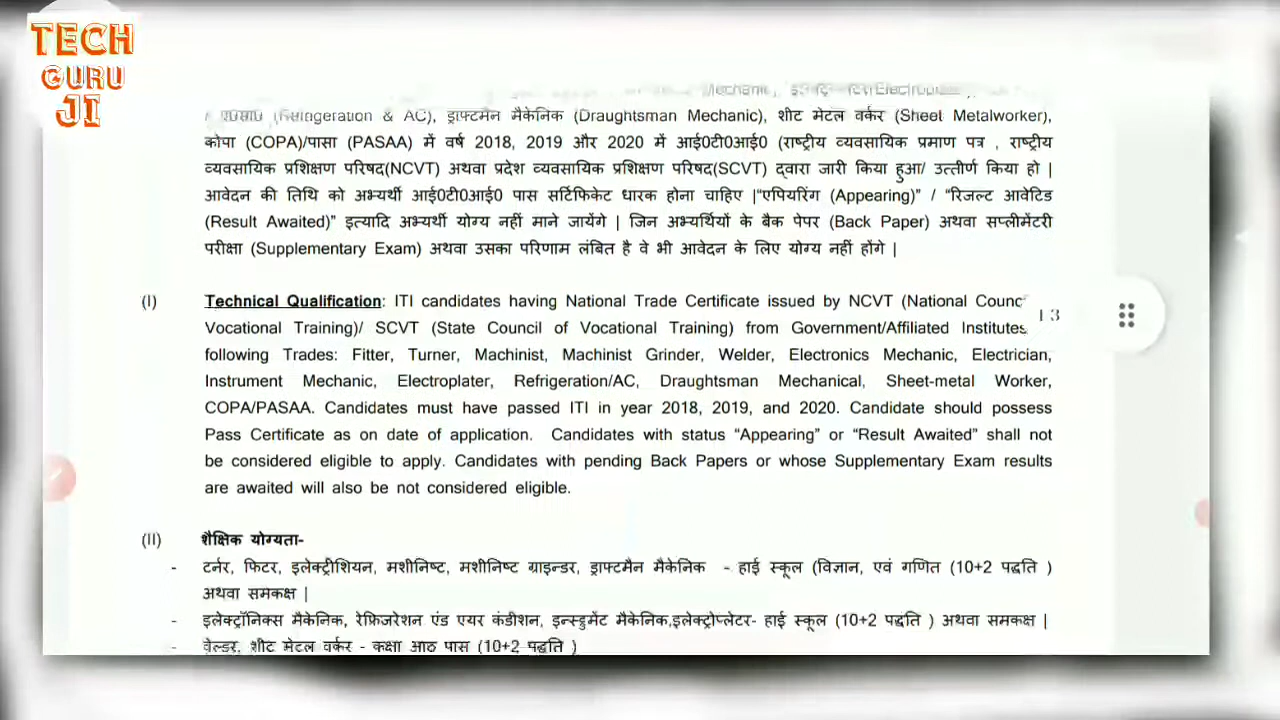 TECH
GURU
JI
(Refrigeration & AC), ड्राफ्टमैन मैकेनिक (Draughtsman Mechanic), शीट मेटल वर्कर (Sheet Metalworker),
कोपा (COPA)/पासा (PASAA) में वर्ष 2018, 2019 और 2020 में आई0टी0आई0 (राष्ट्रीय व्यवसायिक प्रमाण पत्र , राष्ट्रीय
व्यवसायिक प्रशिक्षण परिषद(NCVT) अथवा प्रदेश व्यवसायिक प्रशिक्षण परिषद(SCVT) द्वारा जारी किया हुआ/ उत्तीर्ण किया हो |
आवेदन की तिथि को अभ्यर्थी आई0टी0आई0 पास सर्टिफिकेट धारक होना चाहिए |“एपियरिंग (Appearing)” / “रिजल्ट आवेटिड
(Result Awaited)” इत्यादि अभ्यर्थी योग्य नहीं माने जायेंगे | जिन अभ्यर्थियों के बैक पेपर (Back Paper) अथवा सप्लीमेंटरी
परीक्षा (Supplementary Exam) अथवा उसका परिणाम लंबित है वे भी आवेदन के लिए योग्य नहीं होंगे |
(I) Technical Qualification: ITI candidates having National Trade Certificate issued by NCVT (National
Vocational Training)/ SCVT (State Council of Vocational Training) from Government/Affiliated Institutes
following Trades: Fitter, Turner, Machinist, Machinist Grinder, Welder, Electronics Mechanic, Electrician,
Instrument Mechanic, Electroplater, Refrigeration/AC, Draughtsman Mechanical, Sheet-metal Worker,
COPA/PASAA. Candidates must have passed ITI in year 2018, 2019, and 2020. Candidate should possess
Pass Certificate as on date of application. Candidates with status “Appearing” or “Result Awaited” shall not
be considered eligible to apply. Candidates with pending Back Papers or whose Supplementary Exam results
are awaited will also be not considered eligible.
(II) शैक्षिक योग्यता-
- टर्नर, फिटर, इलेक्ट्रीशियन, मशीनिष्ट, मशीनिष्ट ग्राइन्डर, ड्राफ्टमैन मैकेनिक - हाई स्कूल (विज्ञान, एवं गणित (10+2 पद्धति )
अथवा समकक्ष |
- इलेक्ट्रॉनिक्स मैकेनिक, रेफ्रिजरेशन एंड एयर कंडीशन, इन्स्ट्रुमेंट मैकेनिक,इलेक्ट्रोप्लेटर- हाई स्कूल (10+2 पद्दति ) अथवा समकक्ष |
- वेल्डर, शीट मेटल वर्कर - कक्षा आठ पास (10+2 पद्धति )